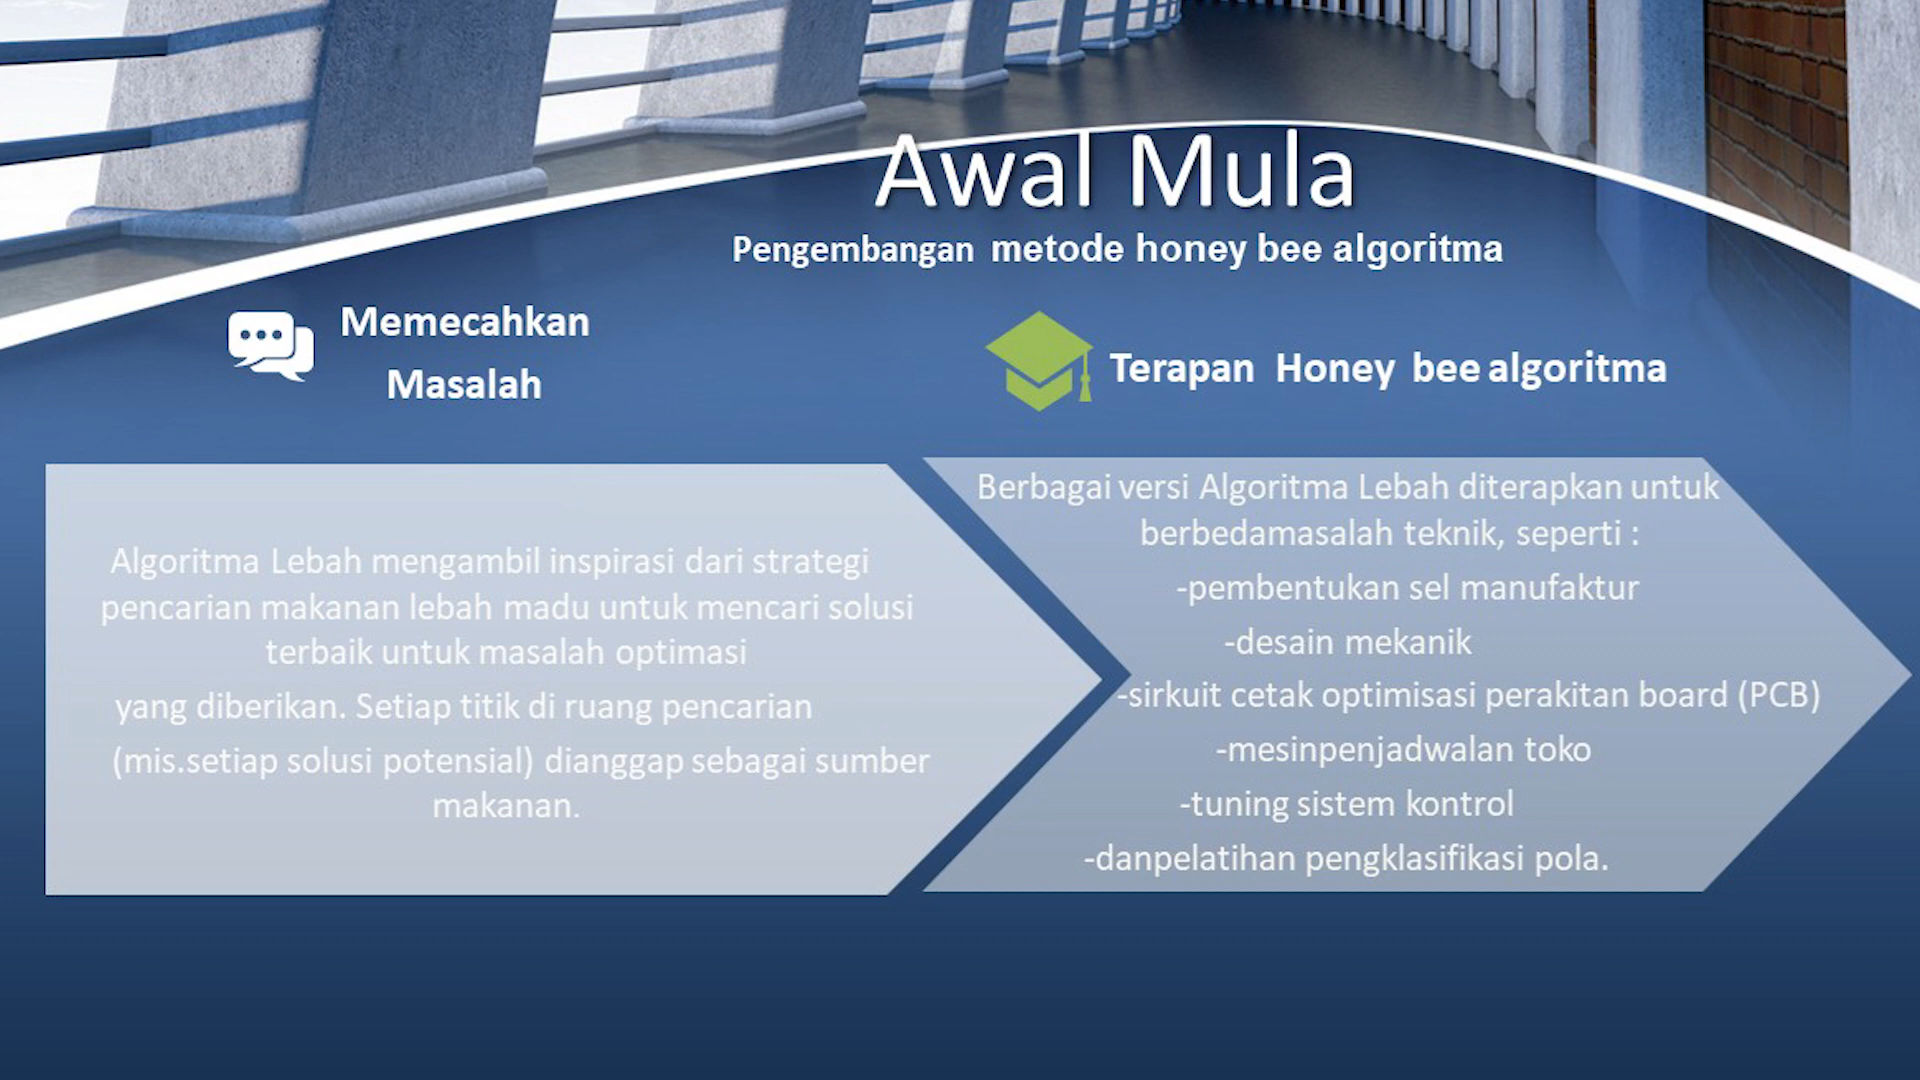 Awal Mula
Pengembangan metode honey bee algoritma
Memecahkan
Masalah
Algoritma Lebah mengambil inspirasi dari strategi
pencarian makanan lebah madu untuk mencari solusi
terbaik untuk masalah optimasi
yang diberikan. Setiap titik di ruang pencarian
(mis.setiap solusi potensial) dianggap sebagai sumber
makanan.
Terapan Honey bee algoritma
Berbagai versi Algoritma Lebah diterapkan untuk
berbedamasalah teknik, seperti :
-pembentukan sel manufaktur
-desain mekanik
-sirkuit cetak optimisasi perakitan board (PCB)
-mesinpenjadwalan toko
-tuning sistem kontrol
-danpelatihan pengklasifikasi pola.